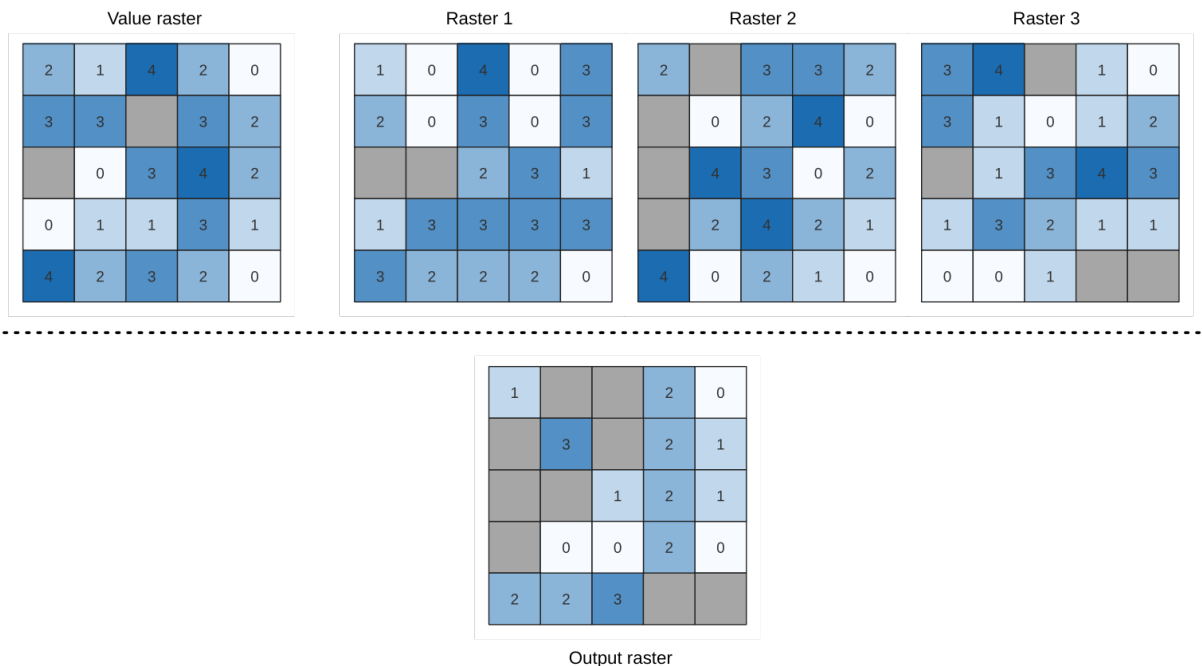 Value raster Raster 1 Raster 2 Raster 3
2 1 4 2 0 1 0 4 0 3 2 3 3 2 3 4 1 0
3 3 3 2 2 0 3 0 3 0 2 4 0 3 1 0 1 2
0 3 4 2 2 3 1 4 3 0 2 1 3 4 3
0 1 1 3 1 1 3 3 3 3 2 4 2 1 1 3 2 1 1
4 2 3 2 0 3 2 2 2 0 4 0 2 1 0 0 0 1
1 2 0
3 2 1
1 2 1
0 0 2 0
2 2 3
Output raster